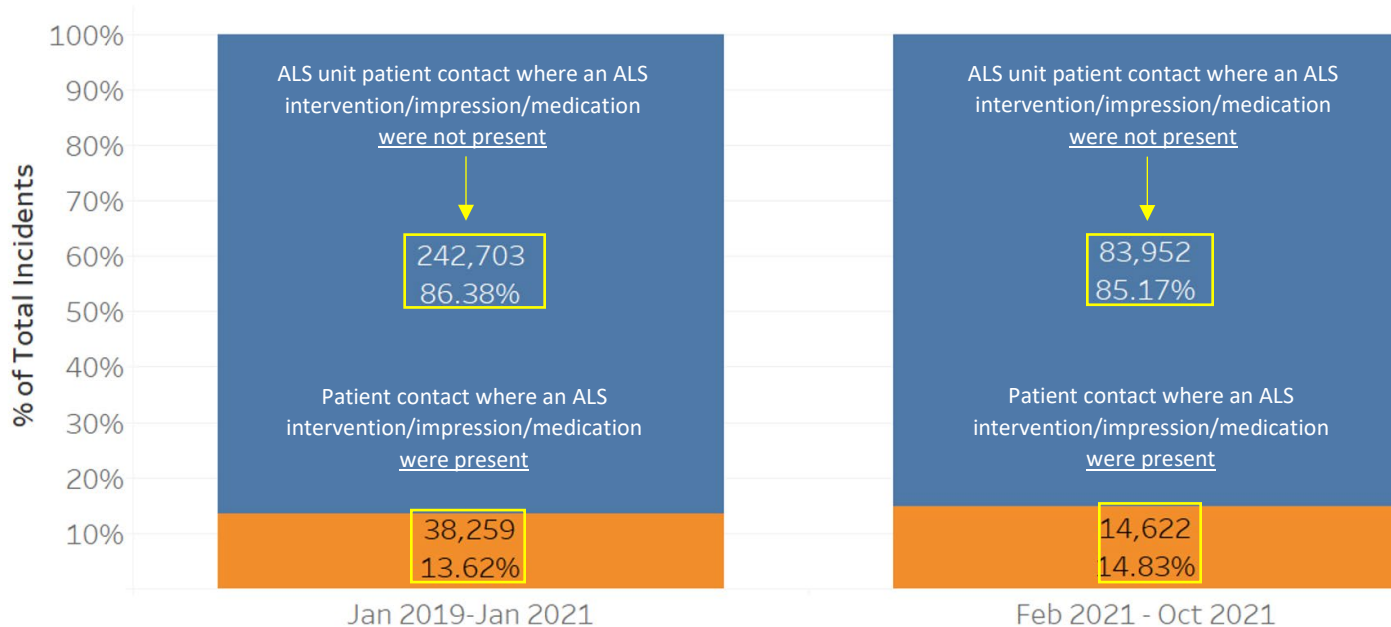 % of Total Incidents
100%
90%
80%
70%
60%
50%
40%
30%
20%
10%
ALS unit patient contact where an ALS
intervention/impression/medication
were not present
242,703
86.38%
Patient contact where an ALS
intervention/impression/medication
were present
38,259
13.62%
Jan 2019-Jan 2021
ALS unit patient contact where an ALS
intervention/impression/medication
were not present
83,952
85.17%
Patient contact where an ALS
intervention/impression/medication
were present
14,622
14.83%
Feb 2021 - Oct 2021